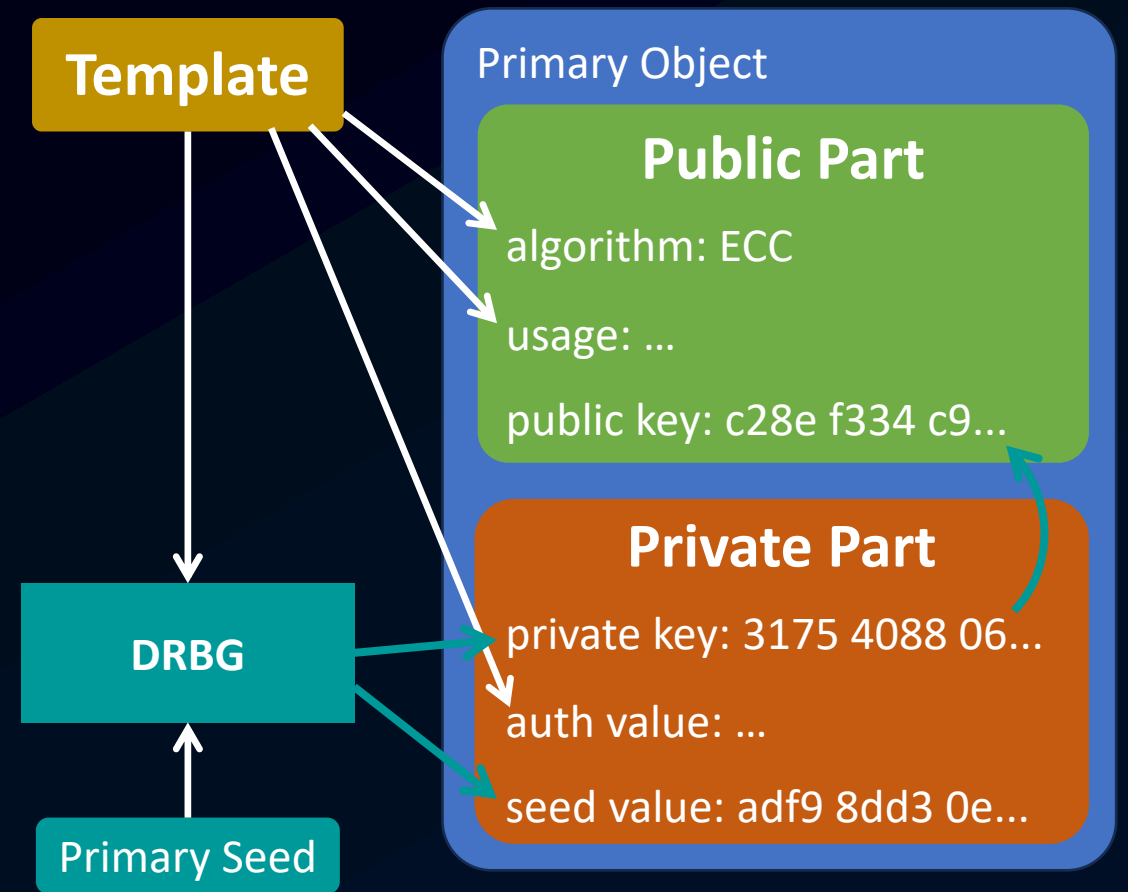 Template
Primary Object
Public Part
algorithm: ECC
usage: ...
public key: c28e f334 c9...
Private Part
private key: 3175 4088 06...
auth value: ...
seed value: adf9 8dd3 0e...
DRBG
Primary Seed